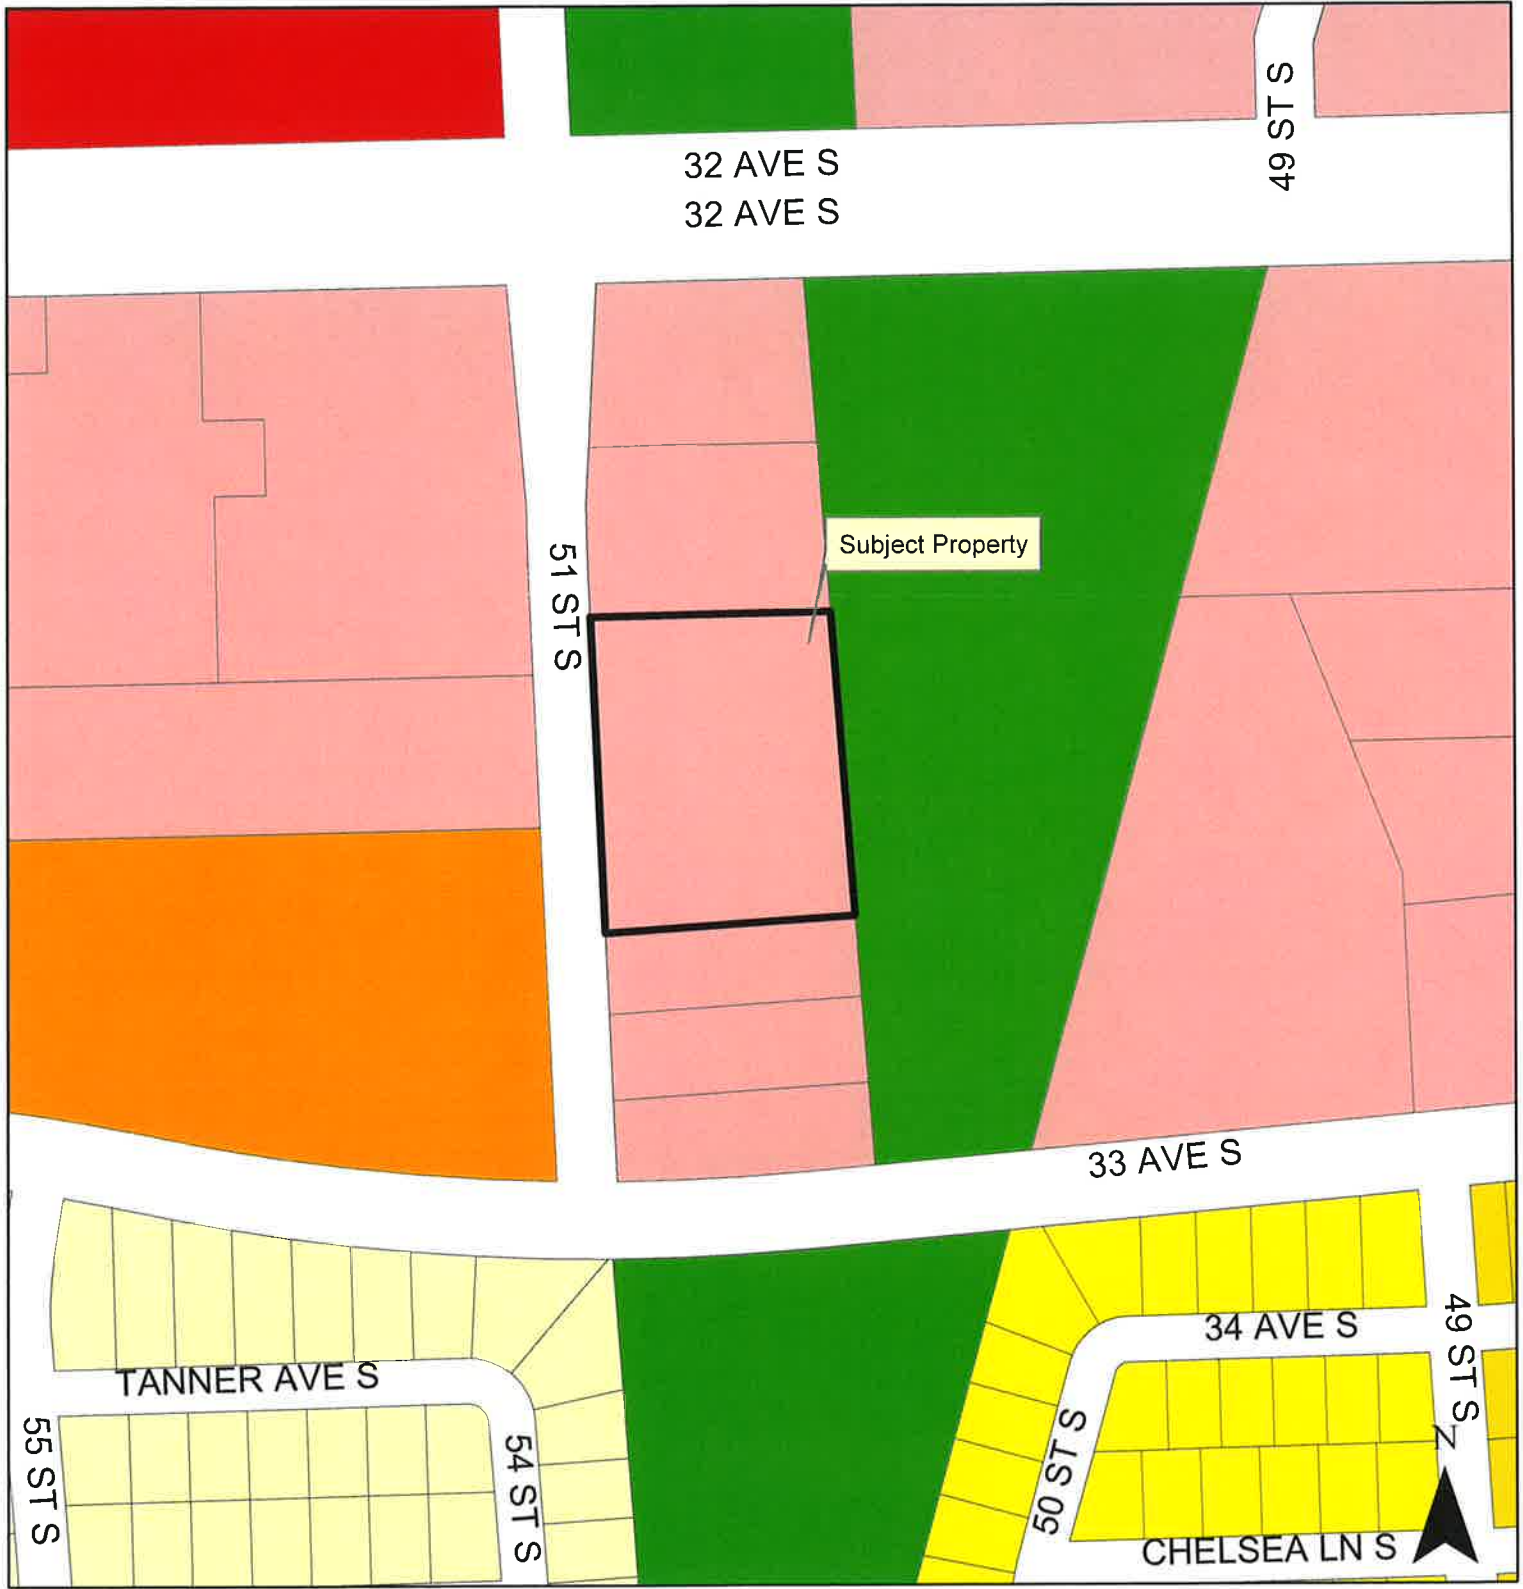 49 ST S
32 AVE S
32 AVE S
Subject Property
51 ST S
33 AVE S
34 AVE S
49 ST S
TANNER AVE S
50 ST S
55 ST S
54 ST S
N
CHELSEA LN S